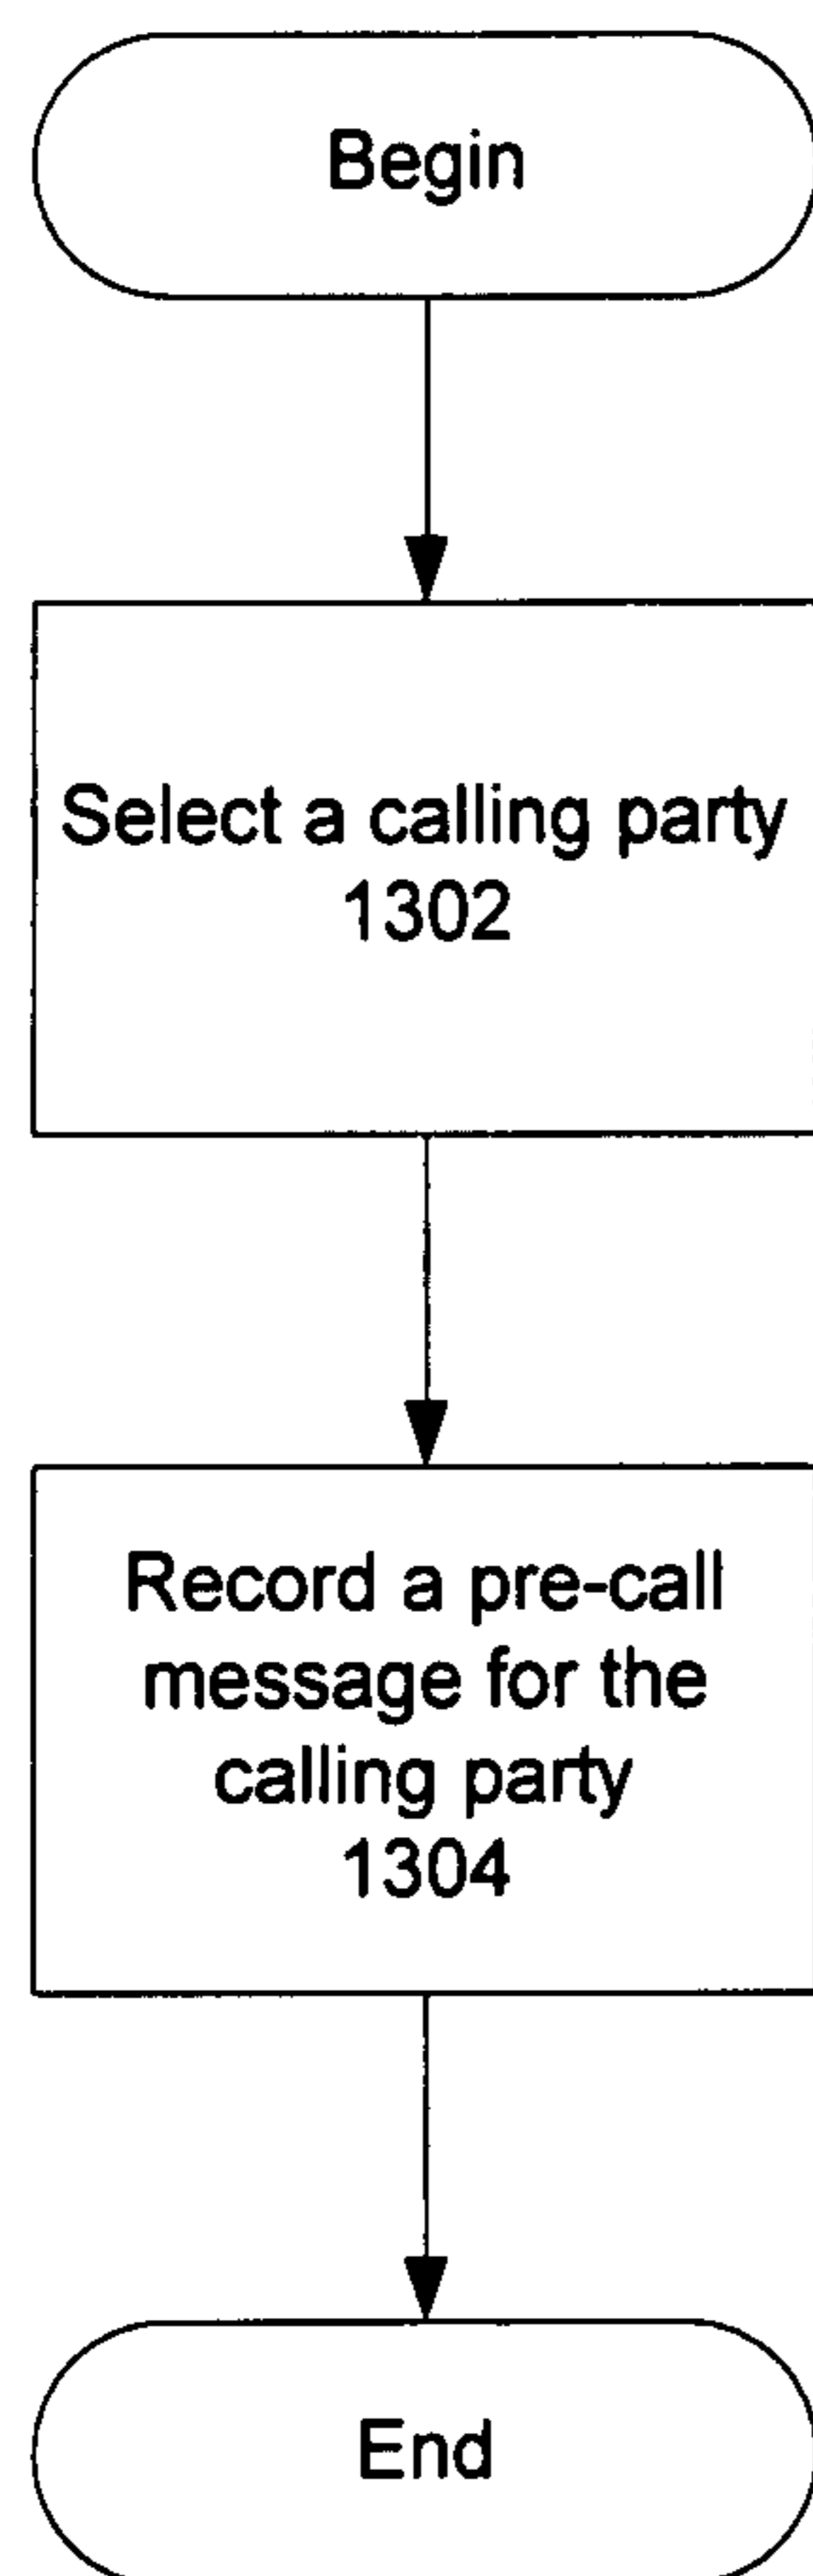 Begin
Select a calling party
1302
Record a pre-call
message for the
calling party
1304
End